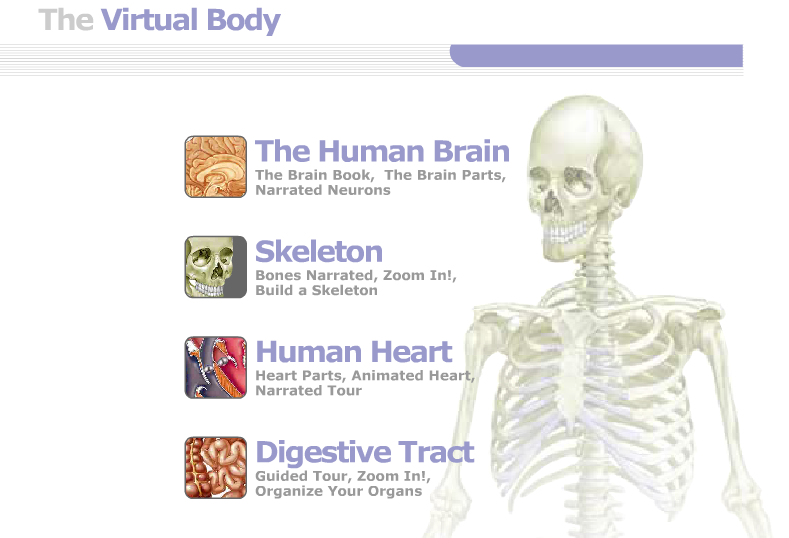 The Virtual Body
The Human Brain
The Brain Book,  The Brain Parts,
Narrated Neurons
Skeleton
Bones Narrated, Zoom In!,
Build a Skeleton
Human Heart
Heart Parts, Animated Heart,
Narrated Tour
Digestive Tract
Guided Tour, Zoom In!,
Organize Your Organs